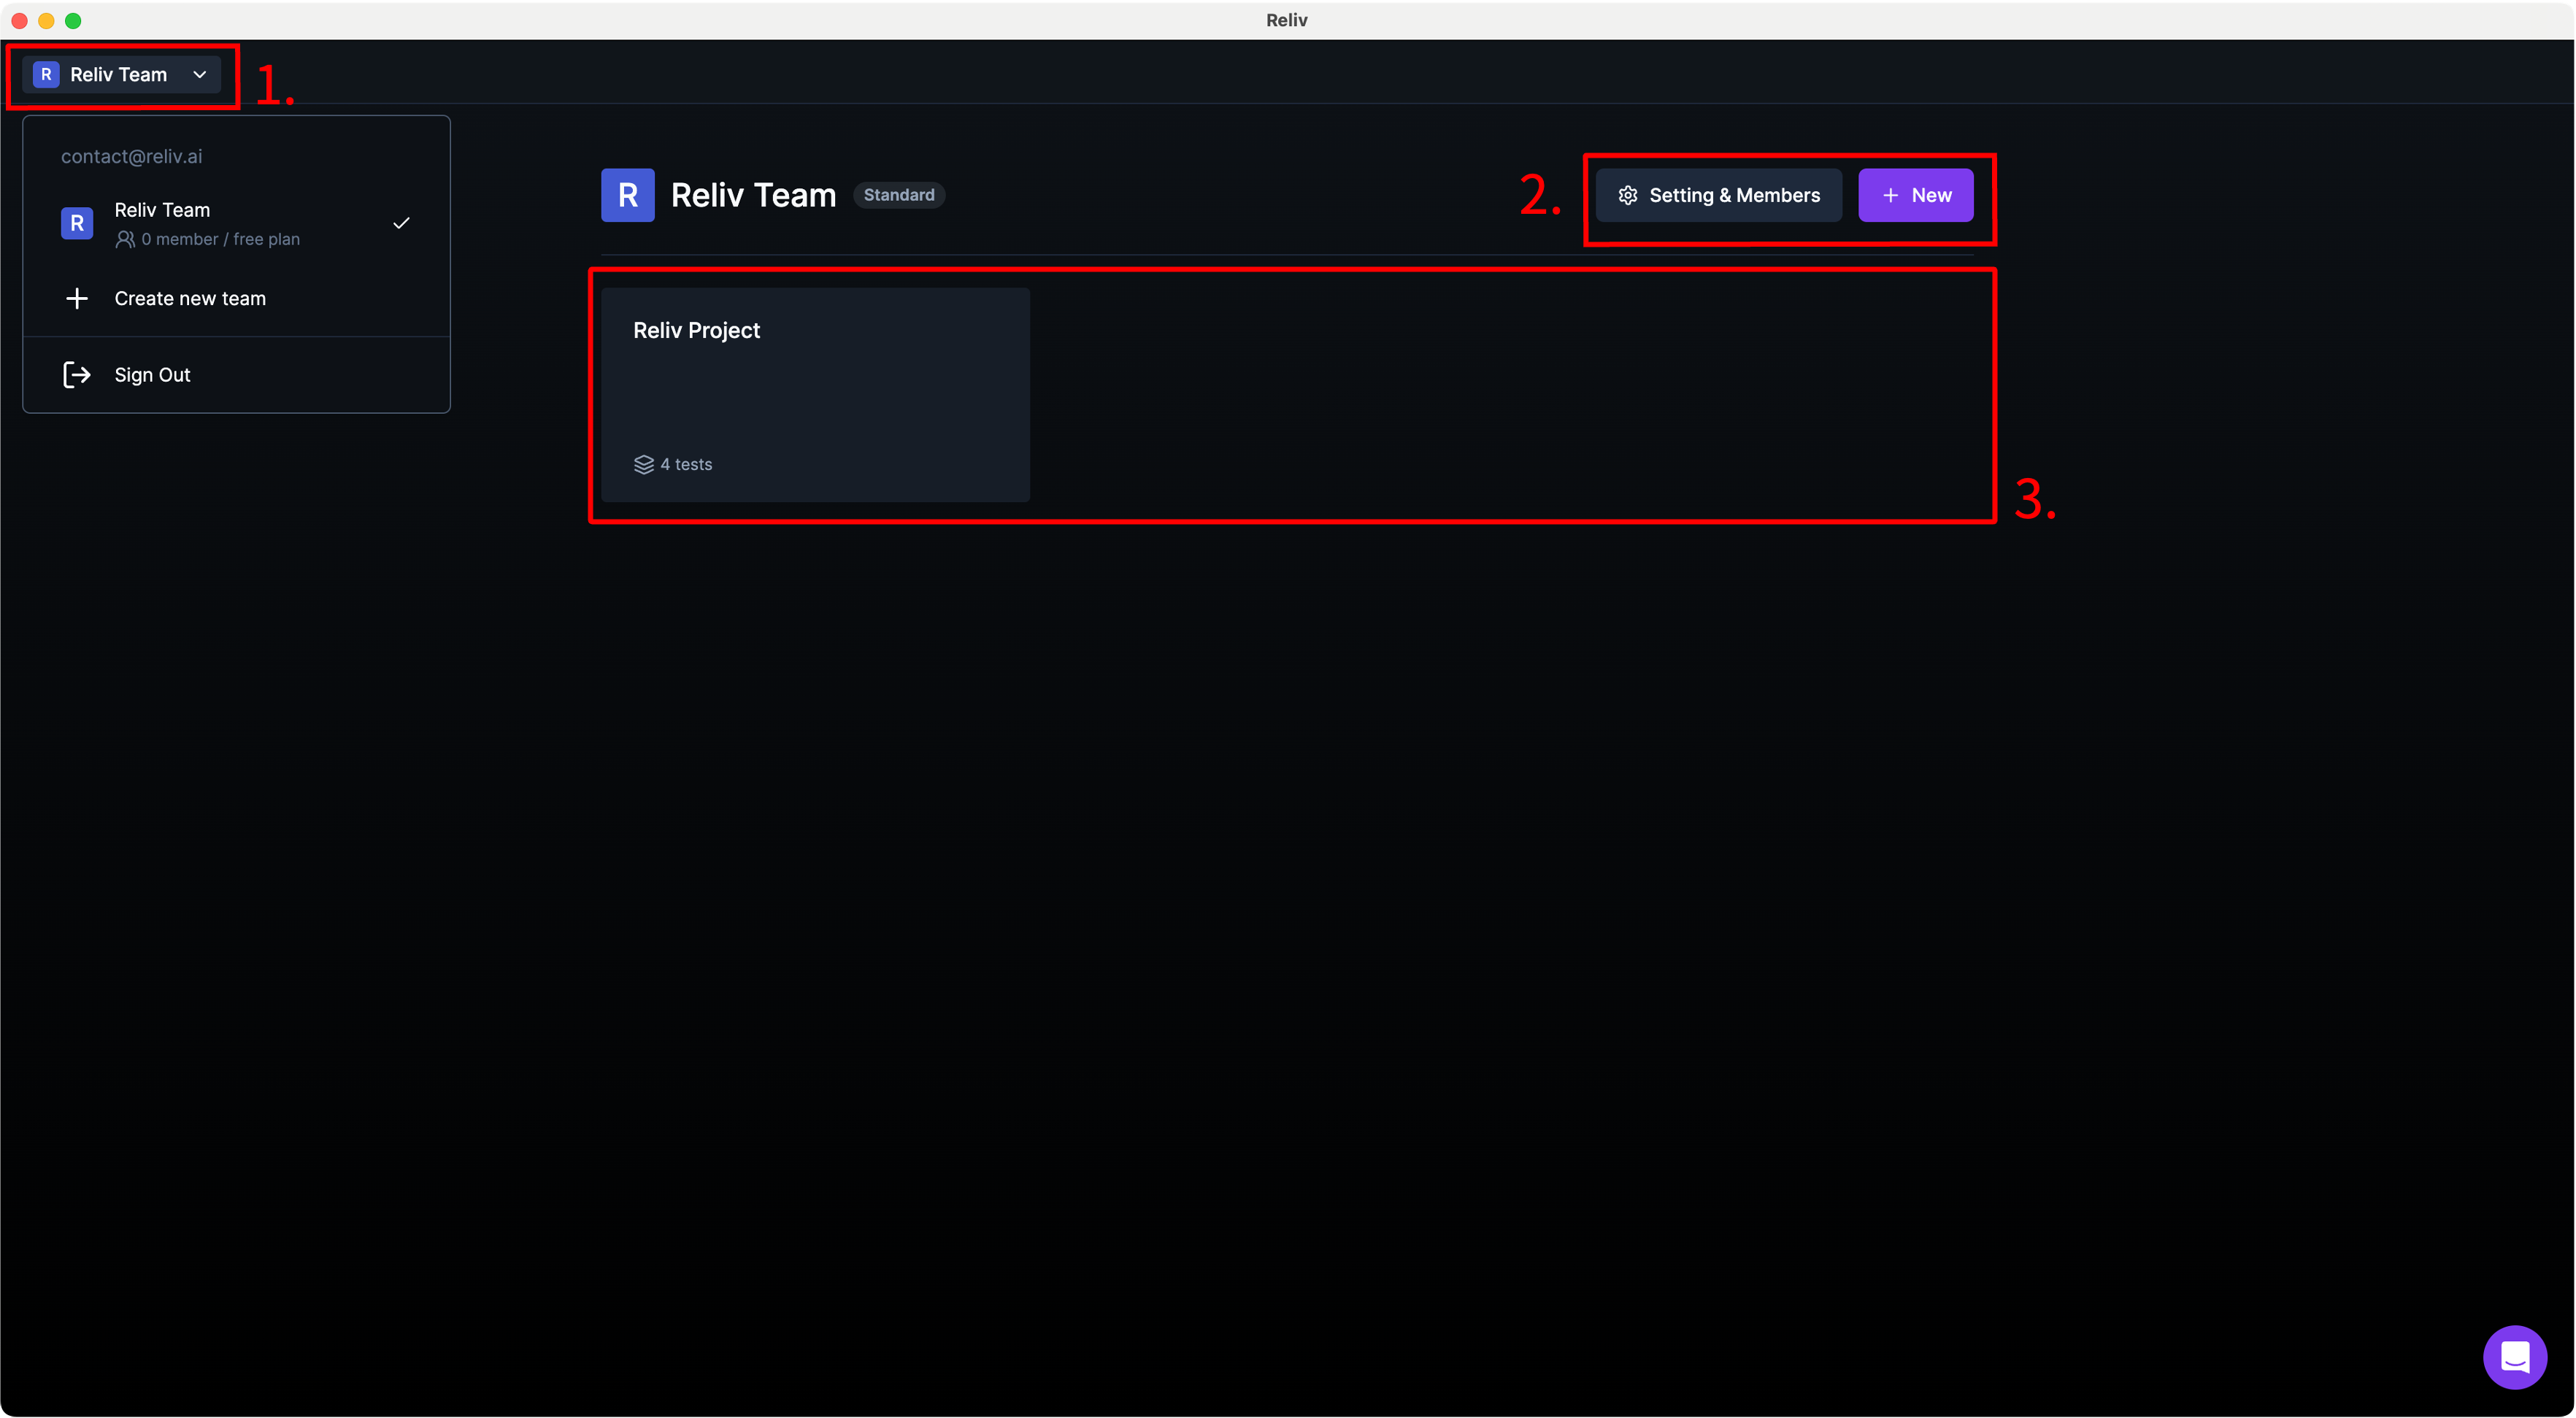 Reliv
R Reliv Team
1.
contact@reliv.ai
R Reliv Team
0 member / free plan
Create new team
Sign Out
R Reliv Team Standard
2.
Setting & Members
+ New
Reliv Project
4 tests
3.